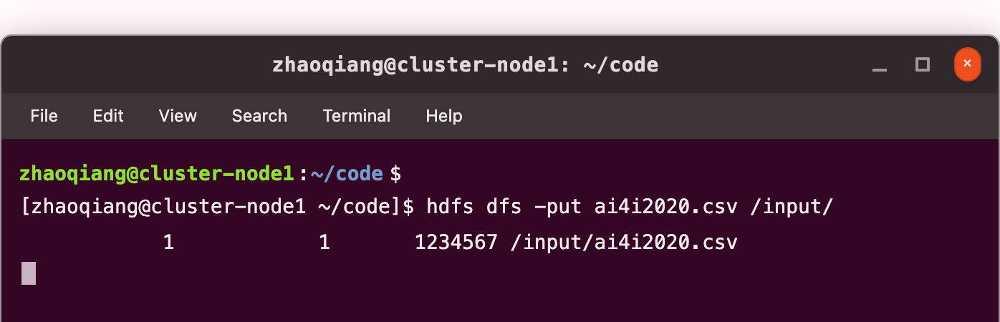 zhaoqiang@cluster-node1: ~/code
File Edit View Search Terminal Help
zhaoqiang@cluster-node1:~/code $
[zhaoqiang@cluster-node1 ~/code]$ hdfs dfs -put ai4i2020.csv /input/
1 1 1234567 /input/ai4i2020.csv